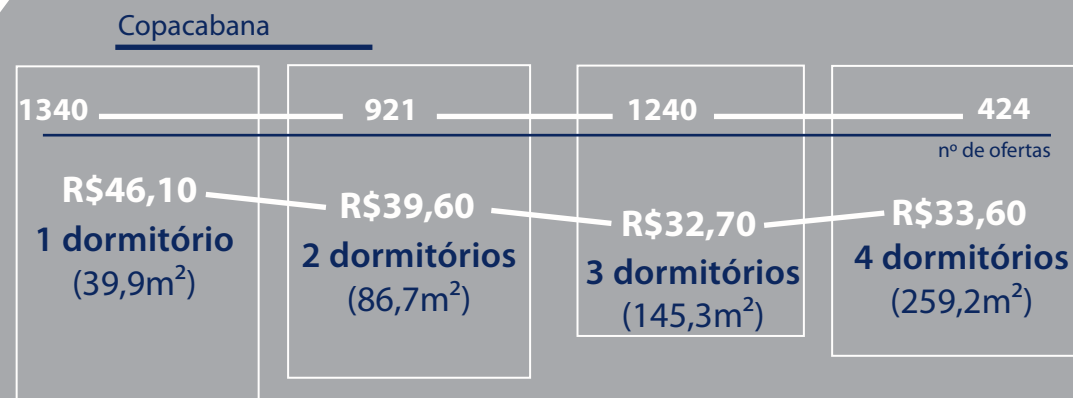 Copacabana
1340 921 1240 424
nº de ofertas
R$46,10
1 dormitório
(39,9m²)
R$39,60
2 dormitórios
(86,7m²)
R$32,70
3 dormitórios
(145,3m²)
R$33,60
4 dormitórios
(259,2m²)